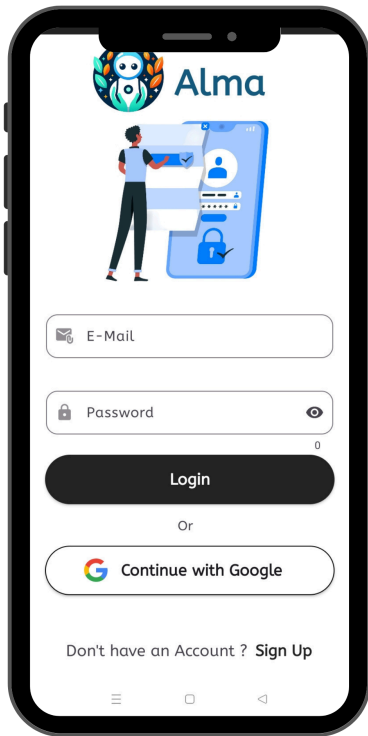 Alma
E-Mail
Password
0
Login
Or
Continue with Google
Don't have an Account ? Sign Up